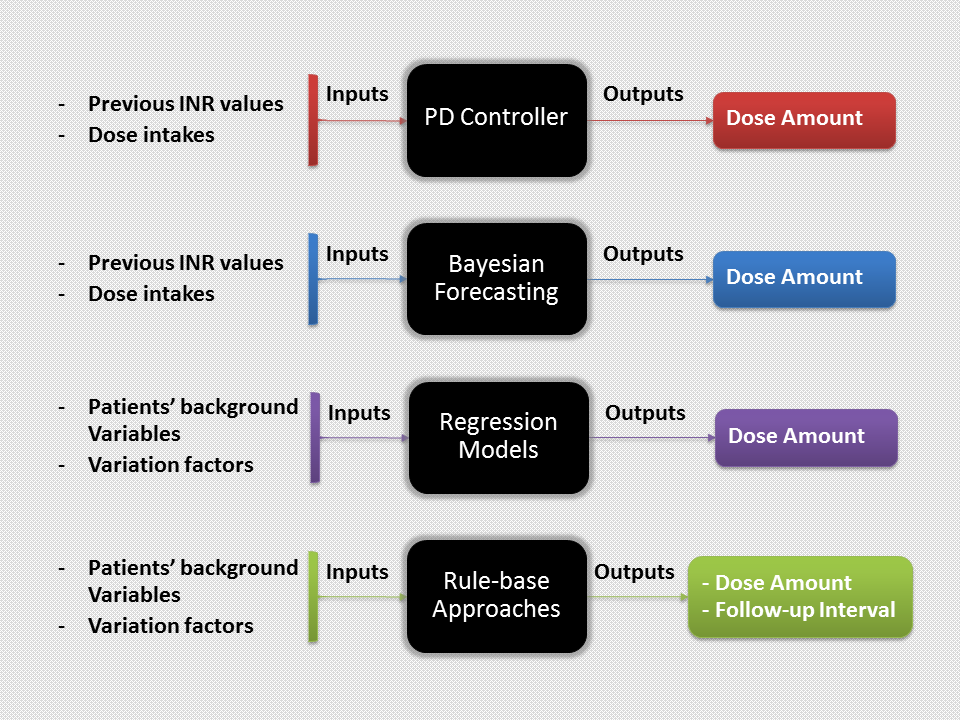 - Previous INR values
- Dose intakes
Inputs
PD Controller
Outputs
Dose Amount
- Previous INR values
- Dose intakes
Inputs
Bayesian
Forecasting
Outputs
Dose Amount
- Patients’ background
Variables
- Variation factors
Inputs
Regression
Models
Outputs
Dose Amount
- Patients’ background
Variables
- Variation factors
Inputs
Rule-base
Approaches
Outputs
- Dose Amount
- Follow-up Interval